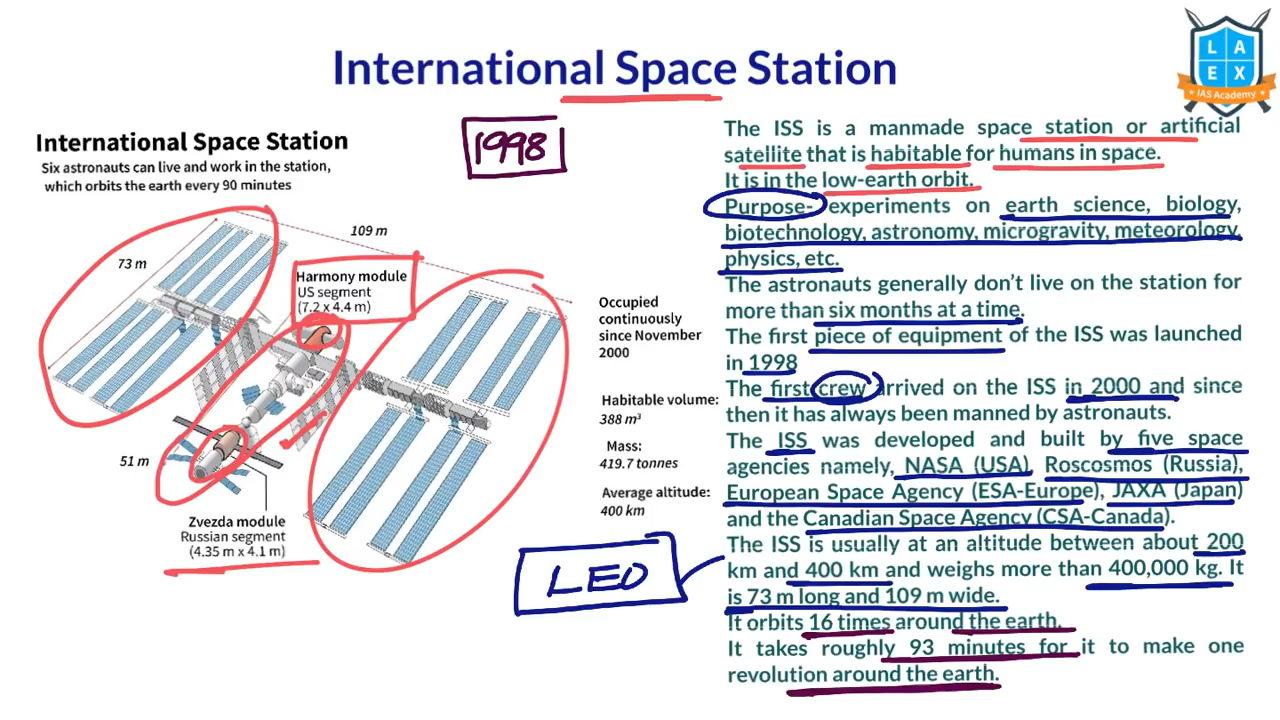 International Space Station
L A
E X
IAS Academy
International Space Station
Six astronauts can live and work in the station,
which orbits the earth every 90 minutes
1998
109 m
73 m
Harmony module
US segment
(7.2 x 4.4 m)
51 m
Zvezda module
Russian segment
(4.35 m x 4.1 m)
Occupied
continuously
since November
2000
Habitable volume:
388 m³
Mass:
419.7 tonnes
Average altitude:
400 km
LEO
The ISS is a manmade space station or artificial
satellite that is habitable for humans in space.
It is in the low-earth orbit.
Purpose- experiments on earth science, biology,
biotechnology, astronomy, microgravity, meteorology,
physics, etc.
The astronauts generally don't live on the station for
more than six months at a time.
The first piece of equipment of the ISS was launched
in 1998
The first crew arrived on the ISS in 2000 and since
then it has always been manned by astronauts.
The ISS was developed and built by five space
agencies namely, NASA (USA), Roscosmos (Russia),
European Space Agency (ESA-Europe), JAXA (Japan)
and the Canadian Space Agency (CSA-Canada).
The ISS is usually at an altitude between about 200
km and 400 km and weighs more than 400,000 kg. It
is 73 m long and 109 m wide.
It orbits 16 times around the earth.
It takes roughly 93 minutes for it to make one
revolution around the earth.